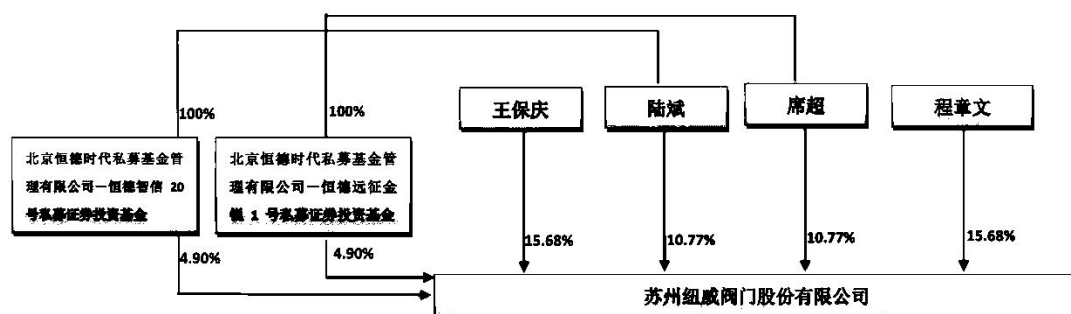 100%
100%
王保庆
陆斌
席超
程章文
北京恒德时代私募基金管
理有限公司—恒德智信 20
号私募证券投资基金
北京恒德时代私募基金管
理有限公司—恒德远征金
锐 1 号私募证券投资基金
4.90%
4.90%
15.68%
10.77%
10.77%
15.68%
苏州纽威阀门股份有限公司